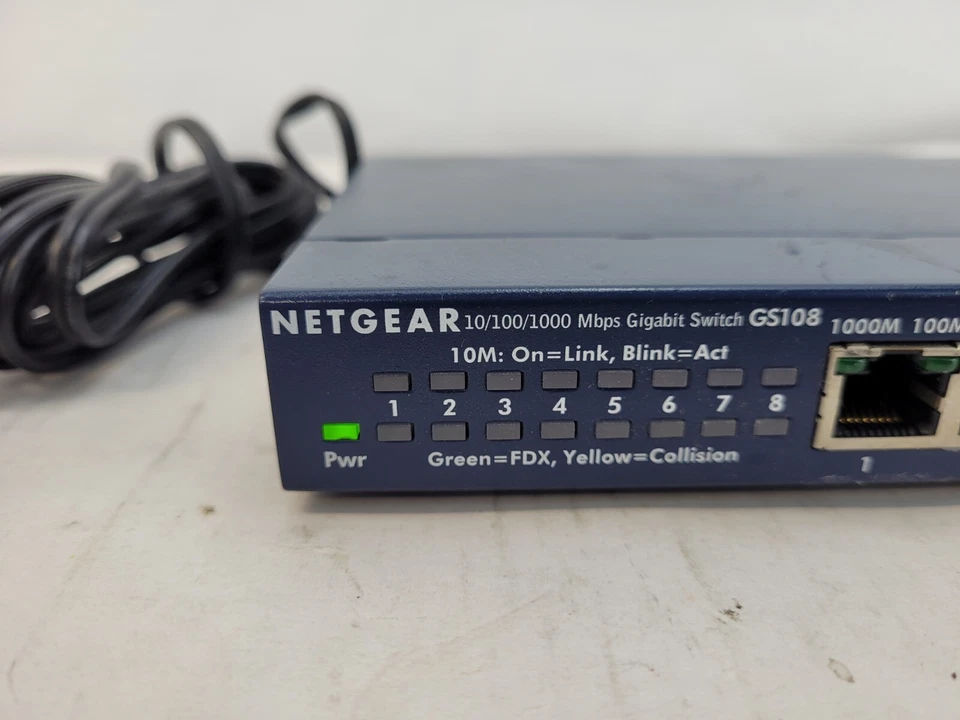 NETGEAR 10/100/1000 Mbps Gigabit Switch GS108 1000M 100M
10M: On=Link, Blink=Act
1 2 3 4 5 6 7 8
Pwr Green=FDX, Yellow=Collision 1